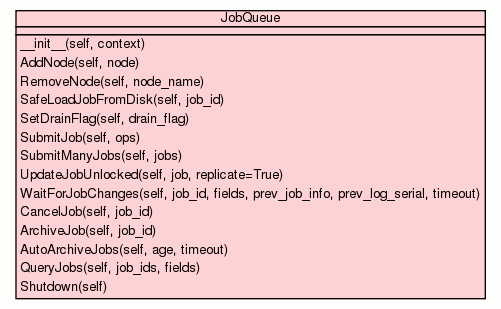 JobQueue
__init__(self, context)
AddNode(self, node)
RemoveNode(self, node_name)
SafeLoadJobFromDisk(self, job_id)
SetDrainFlag(self, drain_flag)
SubmitJob(self, ops)
SubmitManyJobs(self, jobs)
UpdateJobUnlocked(self, job, replicate=True)
WaitForJobChanges(self, job_id, fields, prev_job_info, prev_log_serial, timeout)
CancelJob(self, job_id)
ArchiveJob(self, job_id)
AutoArchiveJobs(self, age, timeout)
QueryJobs(self, job_ids, fields)
Shutdown(self)